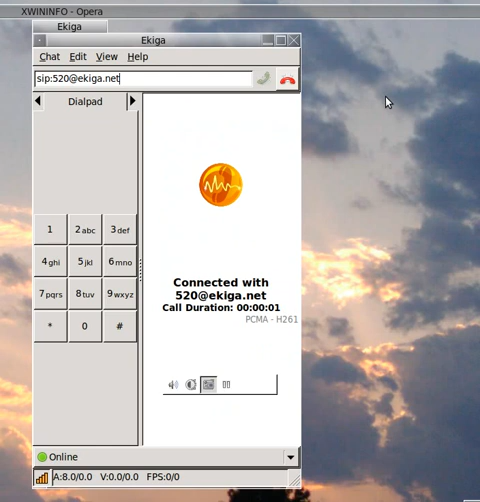 XWININFO - Opera
Ekiga
Ekiga
Chat Edit View Help
sip:520@ekiga.net
Dialpad
1 2abc 3def
4ghi 5jkl 6mno
7pqrs 8tuv 9wxyz
* 0 #
Connected with
520@ekiga.net
Call Duration: 00:00:01
PCMA - H261
Online
A:8.0/0.0 V:0.0/0.0 FPS:0/0